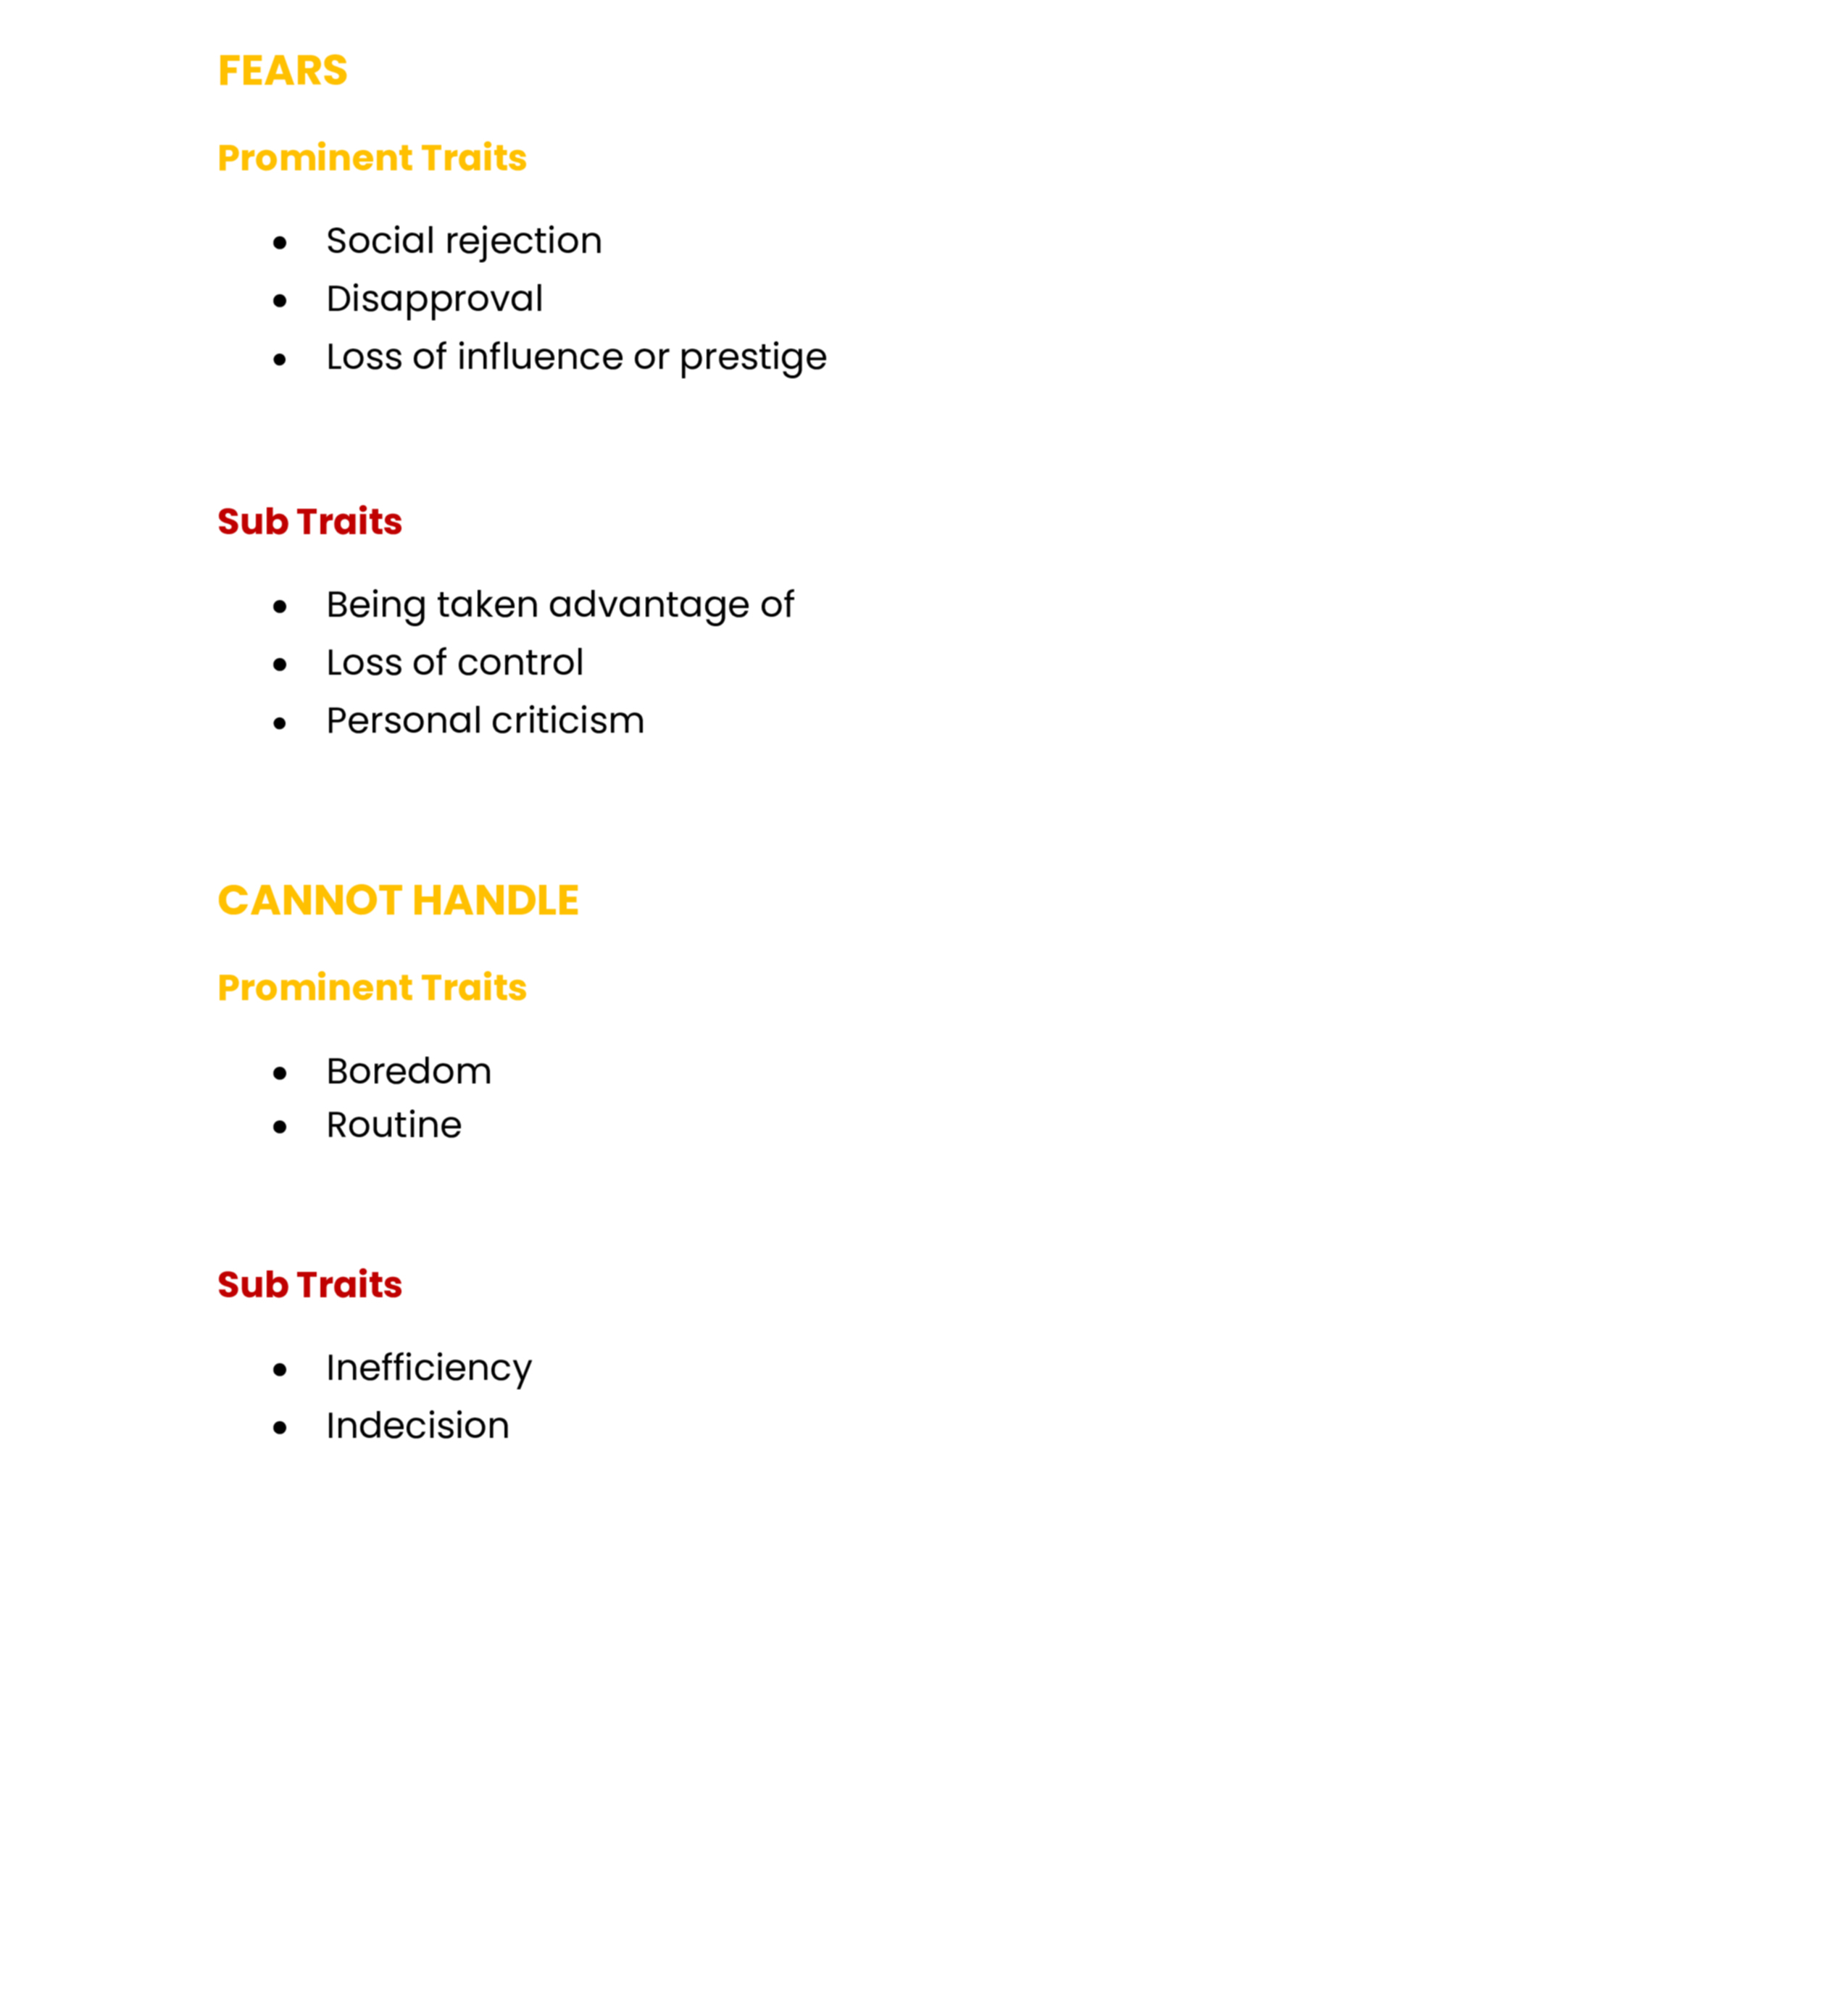 FEARS
Prominent Traits
● Social rejection
● Disapproval
● Loss of influence or prestige
Sub Traits
● Being taken advantage of
● Loss of control
● Personal criticism
CANNOT HANDLE
Prominent Traits
● Boredom
● Routine
Sub Traits
● Inefficiency
● Indecision